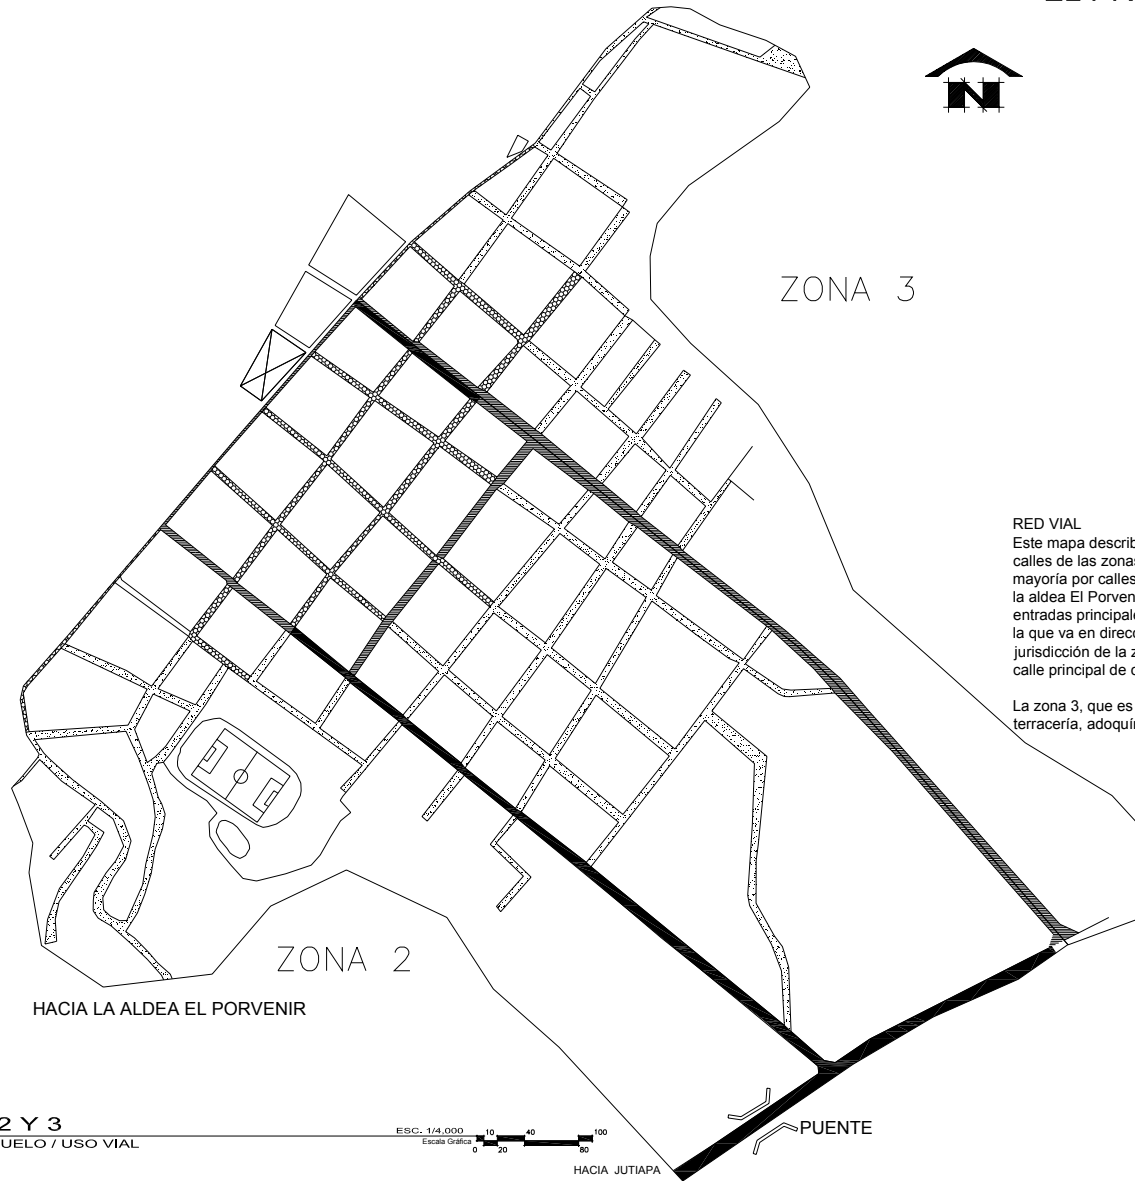 N
ZONA 3
RED VIAL
Este mapa describ
calles de las zonas
mayoría por calles
la aldea El Porven
entradas principale
la que va en direcc
jurisdicción de la z
calle principal de c
La zona 3, que es
terracería, adoquín
ZONA 2
HACIA LA ALDEA EL PORVENIR
2 Y 3
UELO / USO VIAL
ESC. 1/4,000
Escala Gráfica
10 40 100
0 20 80
PUENTE
HACIA JUTIAPA